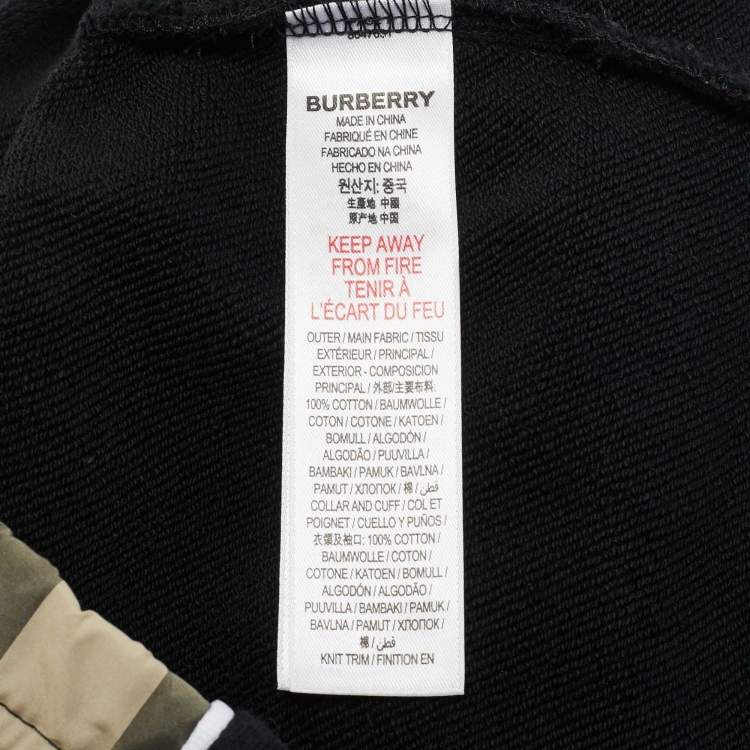 BURBERRY
MADE IN CHINA
FABRIQUÉ EN CHINE
FABRICADO NA CHINA
HECHO EN CHINA
원산지: 중국
生產地 中國
原产地 中国
KEEP AWAY
FROM FIRE
TENIR À
L'ÉCART DU FEU
OUTER / MAIN FABRIC / TISSU
EXTÉRIEUR / PRINCIPAL /
EXTERIOR - COMPOSICION
PRINCIPAL / 外部/主要布料:
100% COTTON / BAUMWOLLE /
COTON / COTONE / KATOEN /
BOMULL / ALGODÓN /
ALGODÃO / PUUVILLA /
BAMBAKI / PAMUK / BAVLNA /
PAMUT / ХЛОПОК / 棉 / قطن /
COLLAR AND CUFF / COL ET
POIGNET / CUELLO Y PUÑOS /
衣領及袖口: 100% COTTON /
BAUMWOLLE / COTON /
COTONE / KATOEN / BOMULL /
ALGODÓN / ALGODÃO /
PUUVILLA / BAMBAKI / PAMUK /
BAVLNA / PAMUT / ХЛОПОК /
棉 / قطن /
KNIT TRIM / FINITION EN